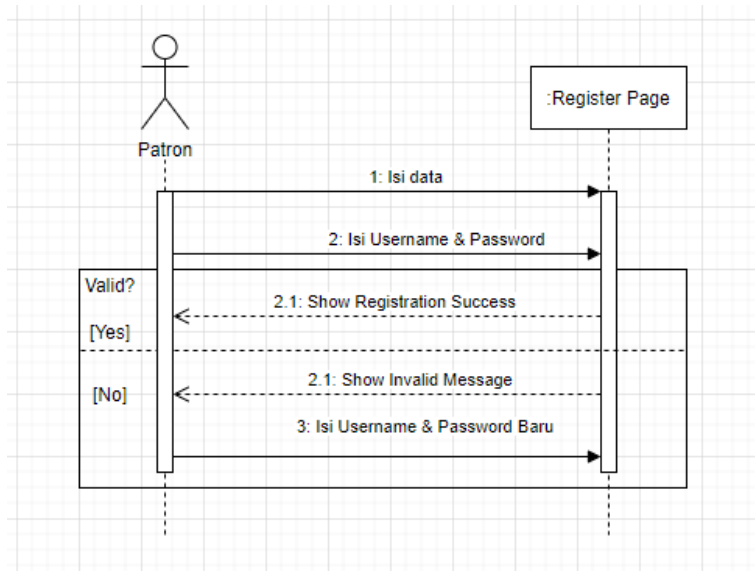 :Register Page
Patron
1: Isi data
2: Isi Username & Password
Valid?
2.1: Show Registration Success
[Yes]
2.1: Show Invalid Message
[No]
3: Isi Username & Password Baru